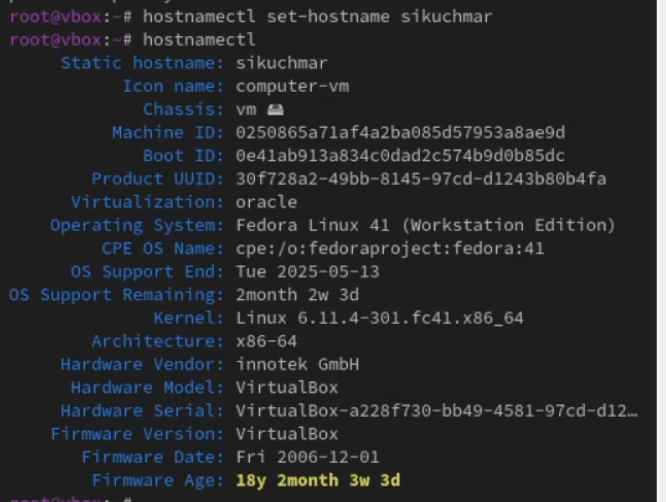 root@vbox:~# hostnamectl set-hostname sikuchmar
root@vbox:~# hostnamectl
Static hostname: sikuchmar
Icon name: computer-vm
Chassis: vm 🖴
Machine ID: 0250865a71af4a2ba085d57953a8ae9d
Boot ID: 0e41ab913a834c0dad2c574b9d0b85dc
Product UUID: 30f728a2-49bb-8145-97cd-d1243b80b4fa
Virtualization: oracle
Operating System: Fedora Linux 41 (Workstation Edition)
CPE OS Name: cpe:/o:fedoraproject:fedora:41
OS Support End: Tue 2025-05-13
OS Support Remaining: 2month 2w 3d
Kernel: Linux 6.11.4-301.fc41.x86_64
Architecture: x86-64
Hardware Vendor: innotek GmbH
Hardware Model: VirtualBox
Hardware Serial: VirtualBox-a228f730-bb49-4581-97cd-d12…
Firmware Version: VirtualBox
Firmware Date: Fri 2006-12-01
Firmware Age: 18y 2month 3w 3d